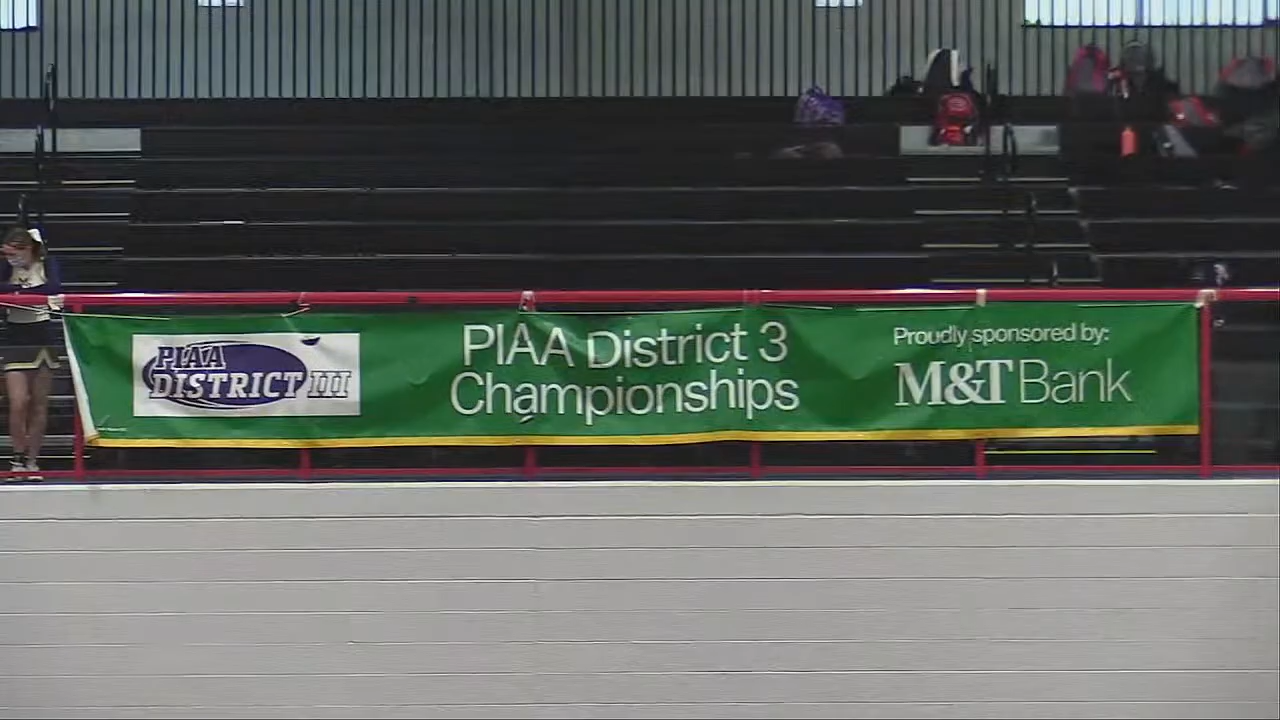 PIAA
DISTRICT III
PIAA District 3
Championships
Proudly sponsored by:
M&T Bank